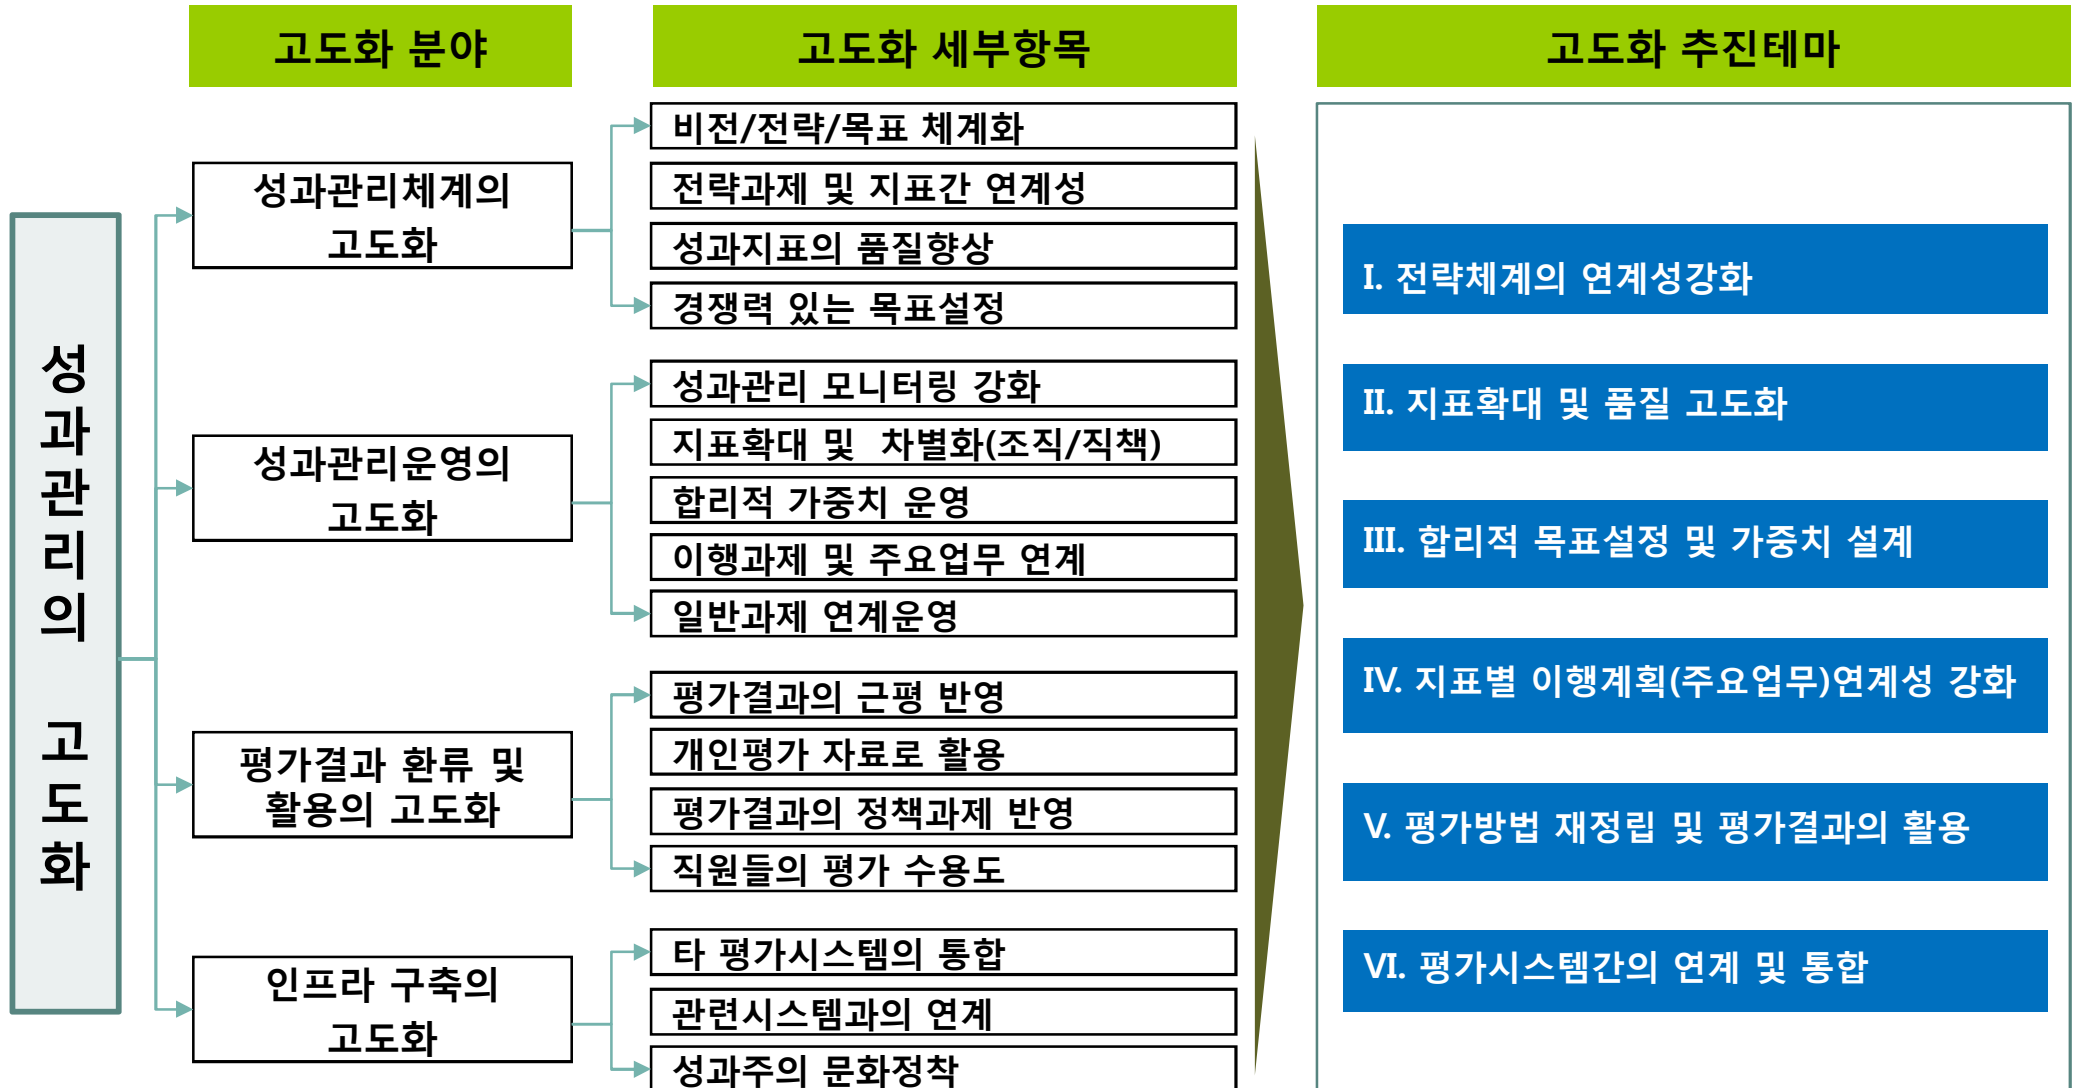 고도화 분야
고도화 세부항목
고도화 추진테마
성과관리의 고도화
성과관리체계의
고도화
비전/전략/목표 체계화
전략과제 및 지표간 연계성
성과지표의 품질향상
경쟁력 있는 목표설정
성과관리운영의
고도화
성과관리 모니터링 강화
지표확대 및 차별화(조직/직책)
합리적 가중치 운영
이행과제 및 주요업무 연계
일반과제 연계운영
평가결과 환류 및
활용의 고도화
평가결과의 근평 반영
개인평가 자료로 활용
평가결과의 정책과제 반영
직원들의 평가 수용도
인프라 구축의
고도화
타 평가시스템의 통합
관련시스템과의 연계
성과주의 문화정착
I. 전략체계의 연계성강화
II. 지표확대 및 품질 고도화
III. 합리적 목표설정 및 가중치 설계
IV. 지표별 이행계획(주요업무)연계성 강화
V. 평가방법 재정립 및 평가결과의 활용
VI. 평가시스템간의 연계 및 통합